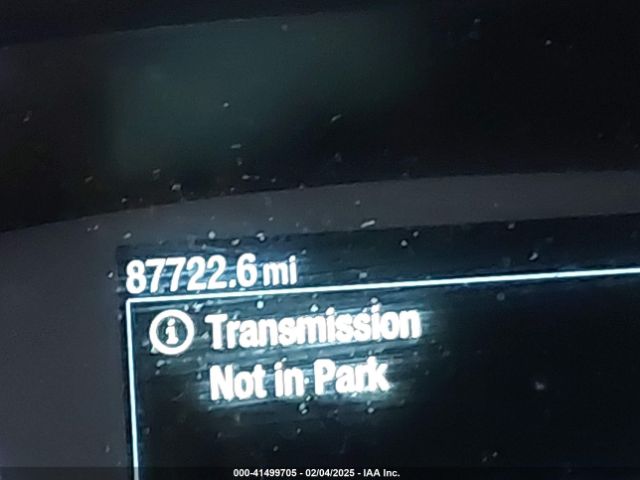 87722.6 mi
Transmission
Not in Park
000-41499705 - 02/04/2025 - IAA Inc.